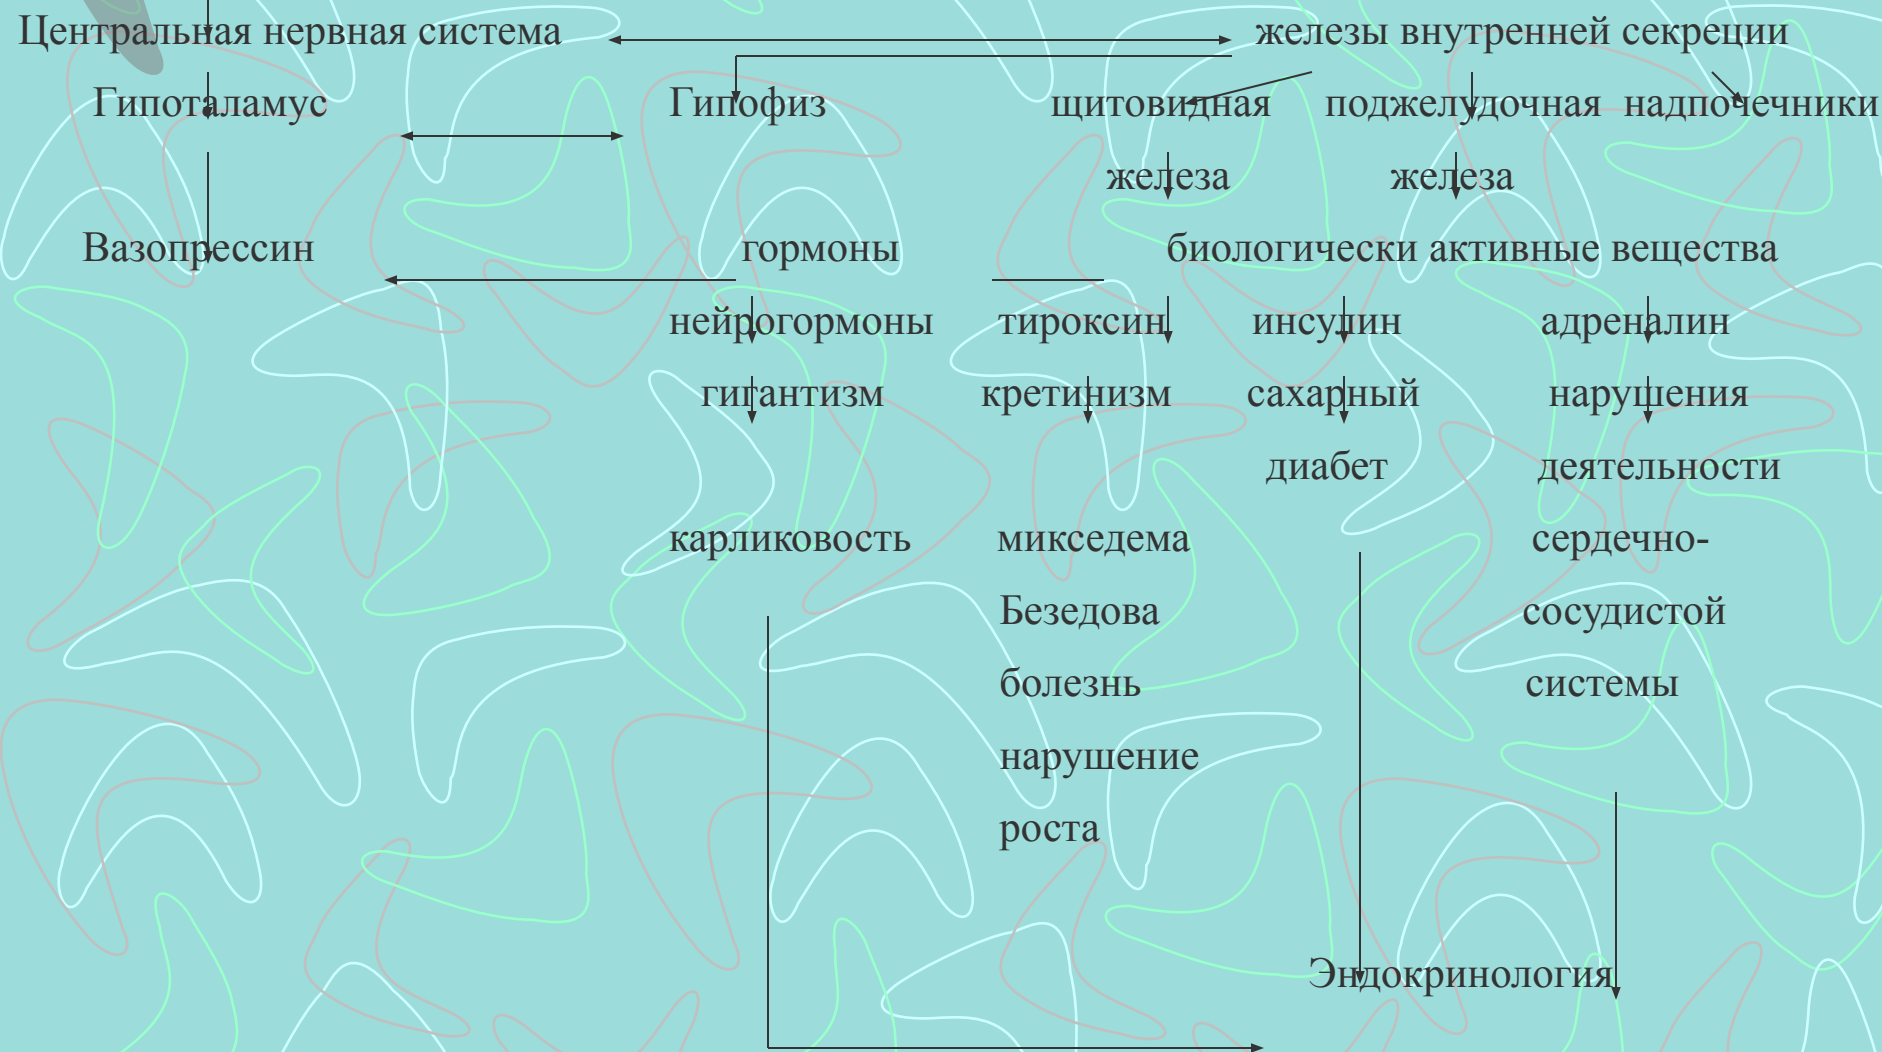 Центральная нервная система железы внутренней секреции
Гипоталамус Гипофиз щитовидная поджелудочная надпочечники
железа железа
Вазопрессин гормоны биологически активные вещества
нейрогормоны тироксин инсулин адреналин
гигантизм кретинизм сахарный нарушения
диабет деятельности
карликовость микседема сердечно-
Безедова сосудистой
болезнь системы
нарушение
роста
Эндокринология